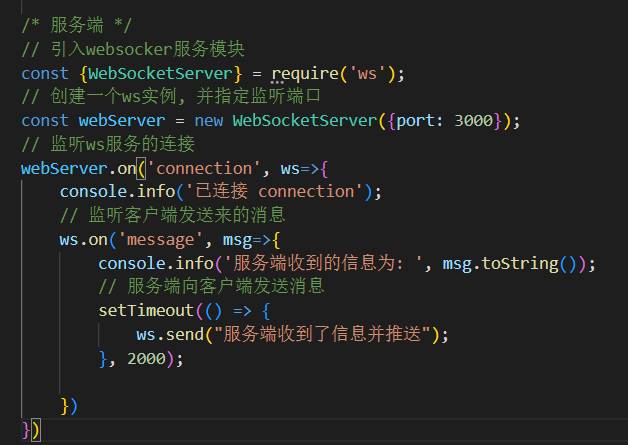 /* 服务端 */
// 引入websocker服务模块
const {WebSocketServer} = require('ws');
// 创建一个ws实例, 并指定监听端口
const webServer = new WebSocketServer({port: 3000});
// 监听ws服务的连接
webServer.on('connection', ws=>{
    console.info('已连接 connection');
    // 监听客户端发送来的消息
    ws.on('message', msg=>{
        console.info('服务端收到的信息为: ', msg.toString());
        // 服务端向客户端发送消息
        setTimeout(() => {
            ws.send("服务端收到了信息并推送");
        }, 2000);
    })
})